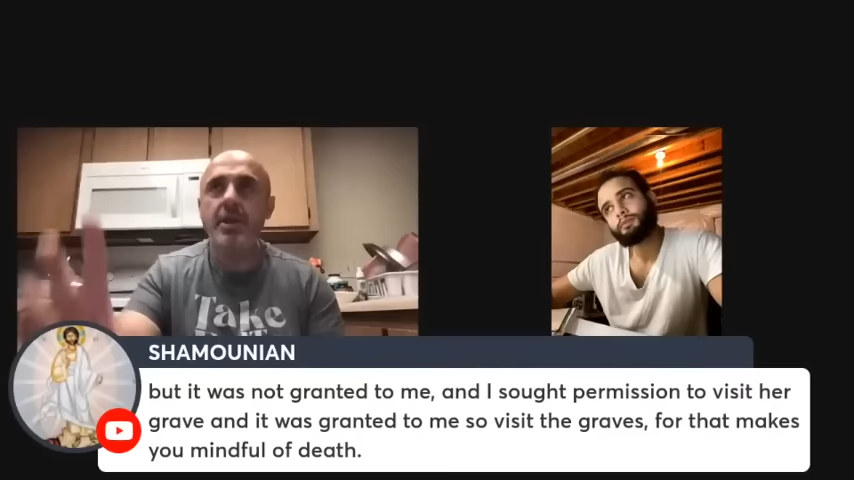 Take
SHAMOUNIAN
but it was not granted to me, and I sought permission to visit her
grave and it was granted to me so visit the graves, for that makes
you mindful of death.